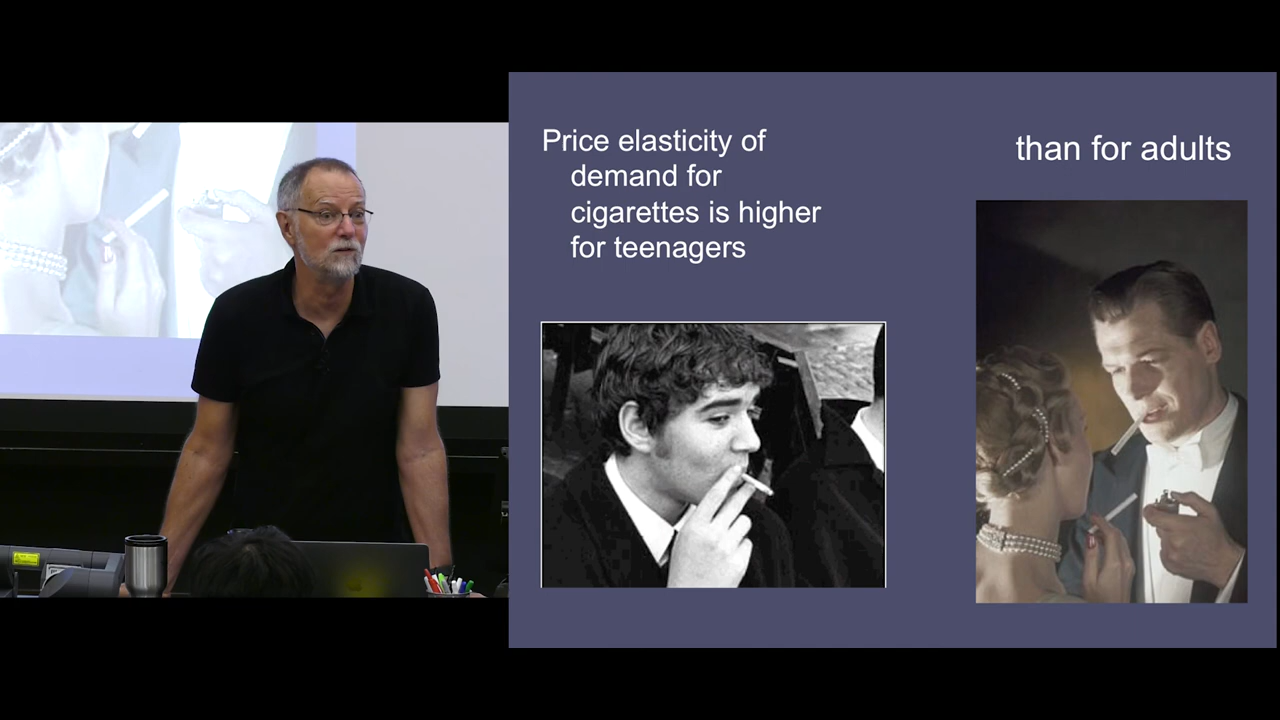 Price elasticity of
demand for
cigarettes is higher
for teenagers
than for adults